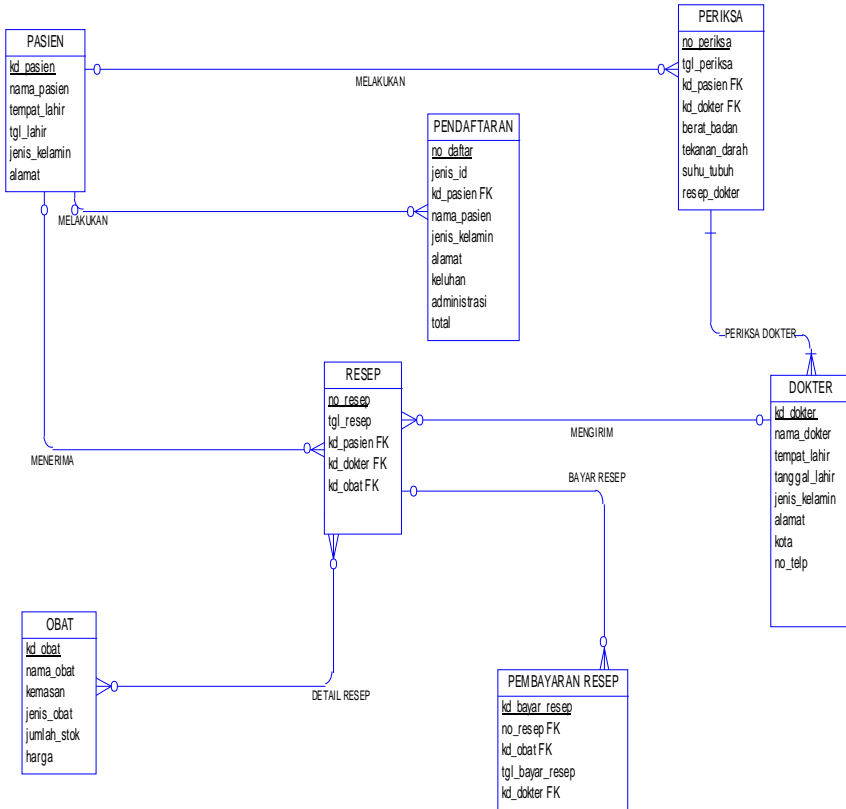 PASIEN
kd_pasien
nama_pasien
tempat_lahir
tgl_lahir
jenis_kelamin
alamat
MELAKUKAN
PERIKSA
no_periksa
tgl_periksa
kd_pasien FK
kd_dokter FK
berat_badan
tekanan_darah
suhu_tubuh
resep_dokter
MELAKUKAN
PENDAFTARAN
no_daftar
jenis_id
kd_pasien FK
nama_pasien
jenis_kelamin
alamat
keluhan
administrasi
total
PERIKSA DOKTER
RESEP
no_resep
tgl_resep
kd_pasien FK
kd_dokter FK
kd_obat FK
MENGIRIM
DOKTER
kd_dokter
nama_dokter
tempat_lahir
tanggal_lahir
jenis_kelamin
alamat
kota
no_telp
MENERIMA
BAYAR RESEP
OBAT
kd_obat
nama_obat
kemasan
jenis_obat
jumlah_stok
harga
DETAIL RESEP
PEMBAYARAN RESEP
kd_bayar_resep
no_resep FK
kd_obat FK
tgl_bayar_resep
kd_dokter FK